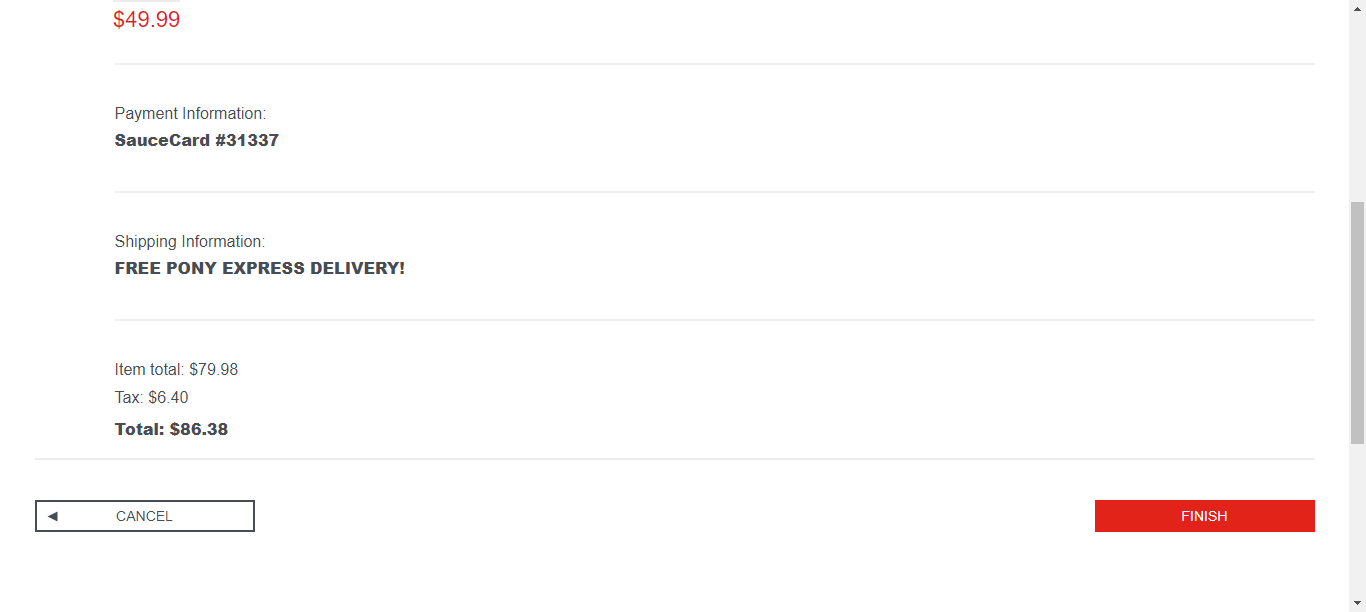 $49.99
Payment Information:
SauceCard #31337
Shipping Information:
FREE PONY EXPRESS DELIVERY!
Item total: $79.98
Tax: $6.40
Total: $86.38
CANCEL
FINISH